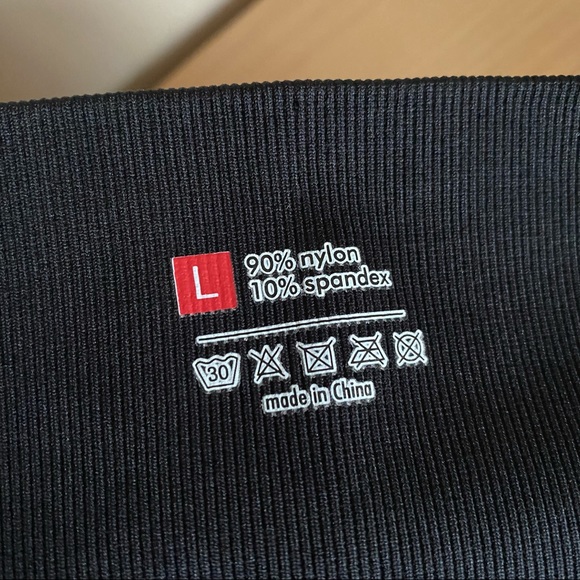 L
90% nylon
10% spandex
30
made in China